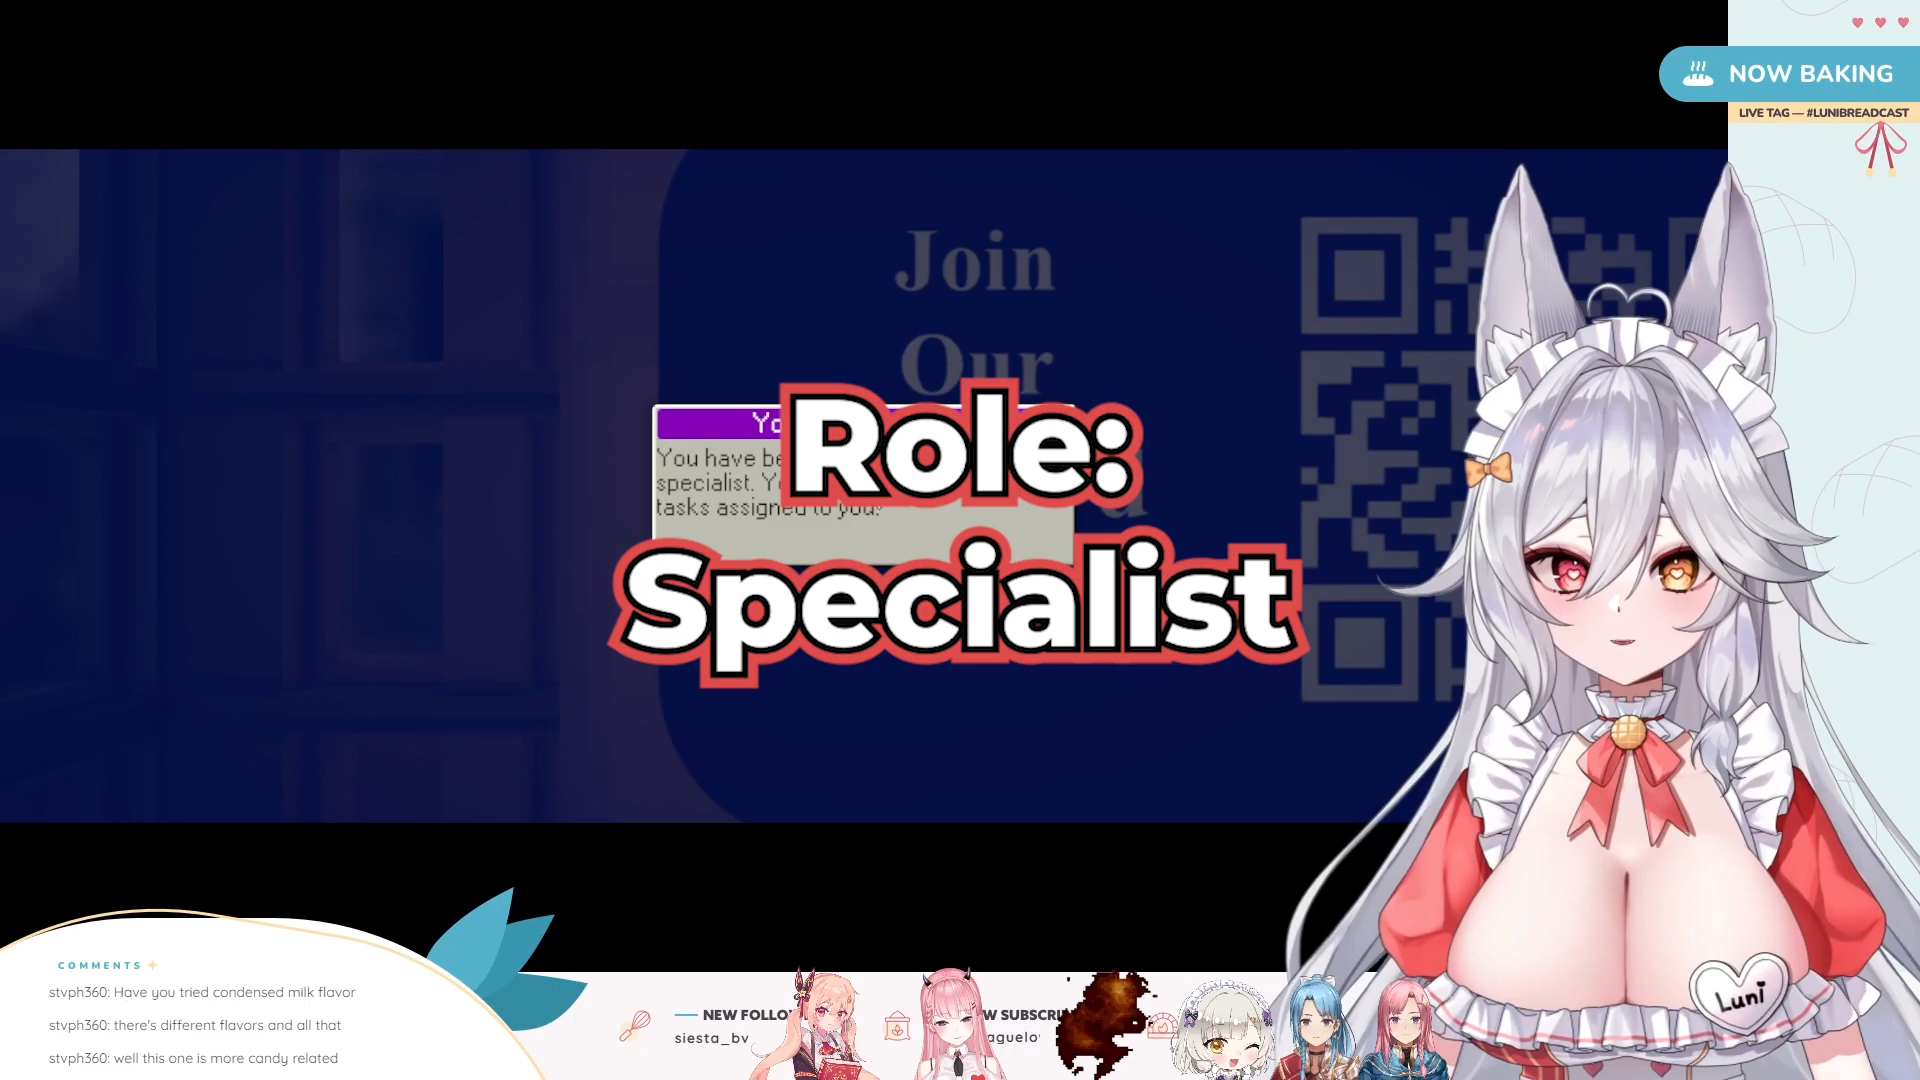 NOW BAKING
LIVE TAG — #LUNIBREADCAST
Join
Our
Role:
Specialist
You have be
specialist.
tasks assigned to you?
Luni
COMMENTS
stvph360: Have you tried condensed milk flavor
stvph360: there's different flavors and all that
stvph360: well this one is more candy related
NEW FOLLO
siesta_bv
W SUBSCRI
aguelo